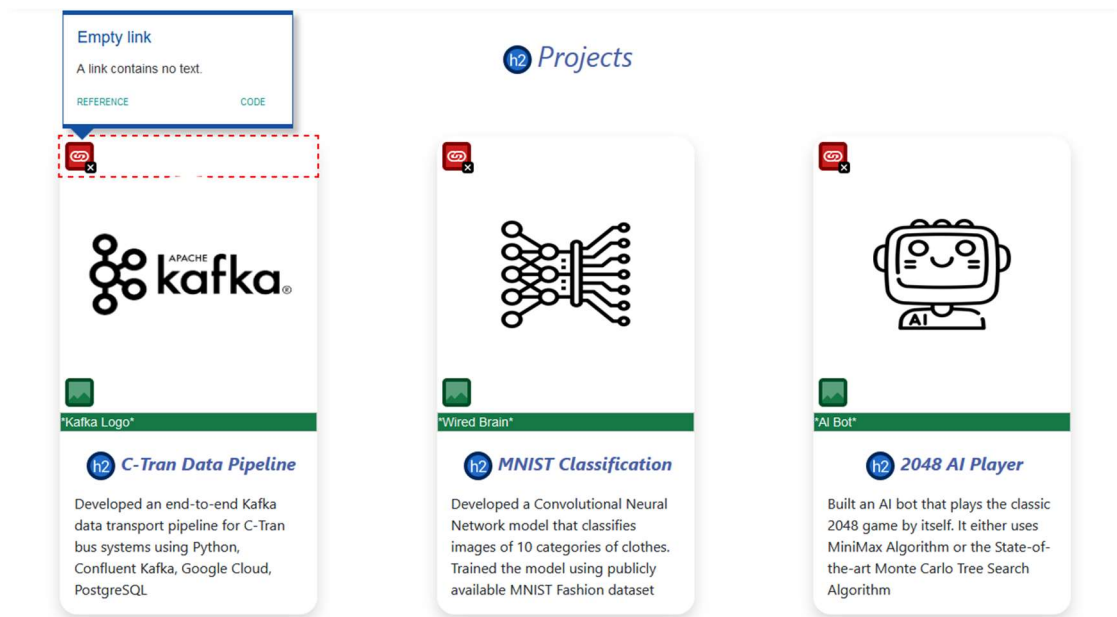 Empty link
A link contains no text.
REFERENCE CODE
h2 Projects
APACHE
kafka®
AI
*Kafka Logo*
*Wired Brain*
*AI Bot*
h2 C-Tran Data Pipeline
Developed an end-to-end Kafka
data transport pipeline for C-Tran
bus systems using Python,
Confluent Kafka, Google Cloud,
PostgreSQL
h2 MNIST Classification
Developed a Convolutional Neural
Network model that classifies
images of 10 categories of clothes.
Trained the model using publicly
available MNIST Fashion dataset
h2 2048 AI Player
Built an AI bot that plays the classic
2048 game by itself. It either uses
MiniMax Algorithm or the State-of-
the-art Monte Carlo Tree Search
Algorithm